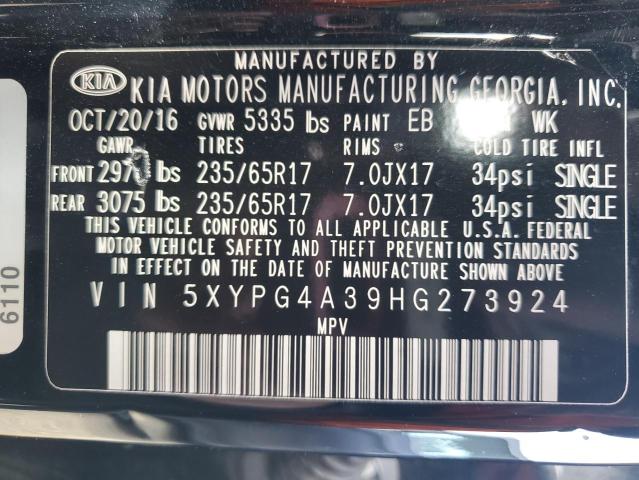 MANUFACTURED BY
KIA KIA MOTORS MANUFACTURING GEORGIA, INC.
OCT/20/16 GVWR 5335 lbs PAINT EB WK
GAWR TIRES RIMS COLD TIRE INFL
FRONT lbs 235/65R17 7.0JX17 34psi SINGLE
REAR 3075 lbs 235/65R17 7.0JX17 34psi SINGLE
THIS VEHICLE CONFORMS TO ALL APPLICABLE U.S.A. FEDERAL
MOTOR VEHICLE SAFETY AND THEFT PREVENTION STANDARDS
IN EFFECT ON THE DATE OF MANUFACTURE SHOWN ABOVE
VIN 5XYPG4A39HG273924
MPV
6110